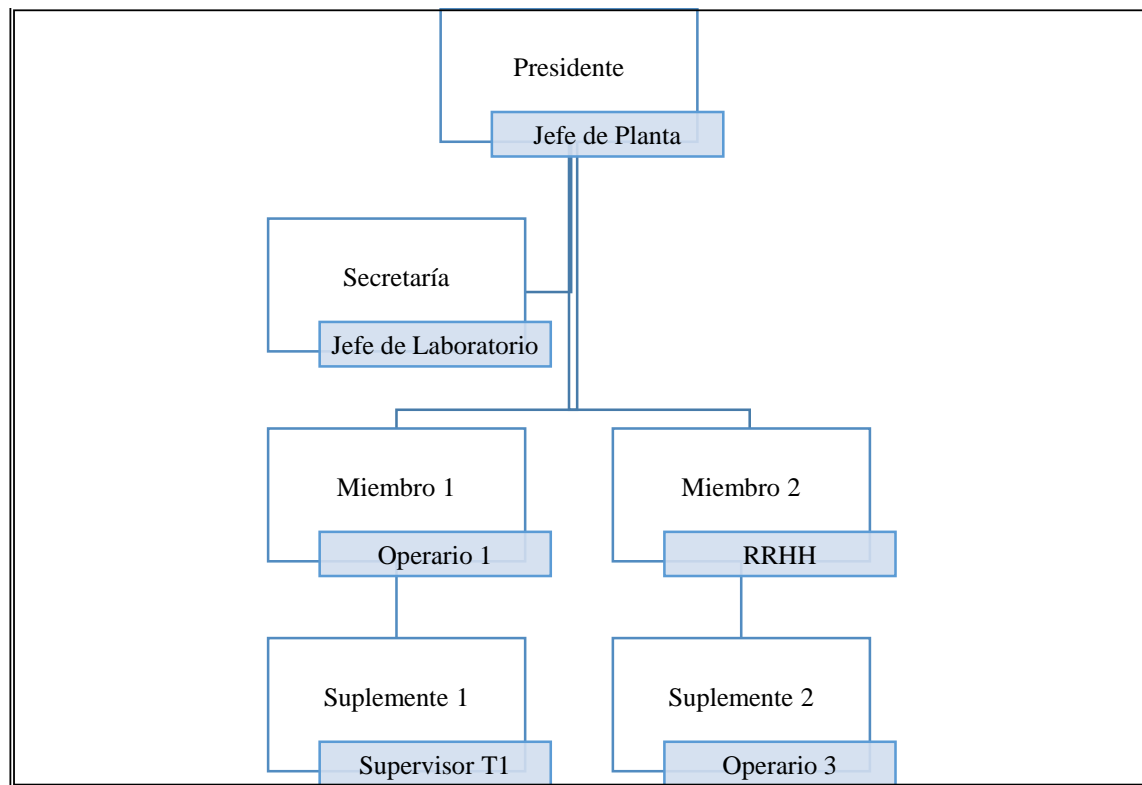 Presidente
Jefe de Planta
Secretaría
Jefe de Laboratorio
Miembro 1
Operario 1
Miembro 2
RRHH
Suplemente 1
Supervisor T1
Suplemente 2
Operario 3